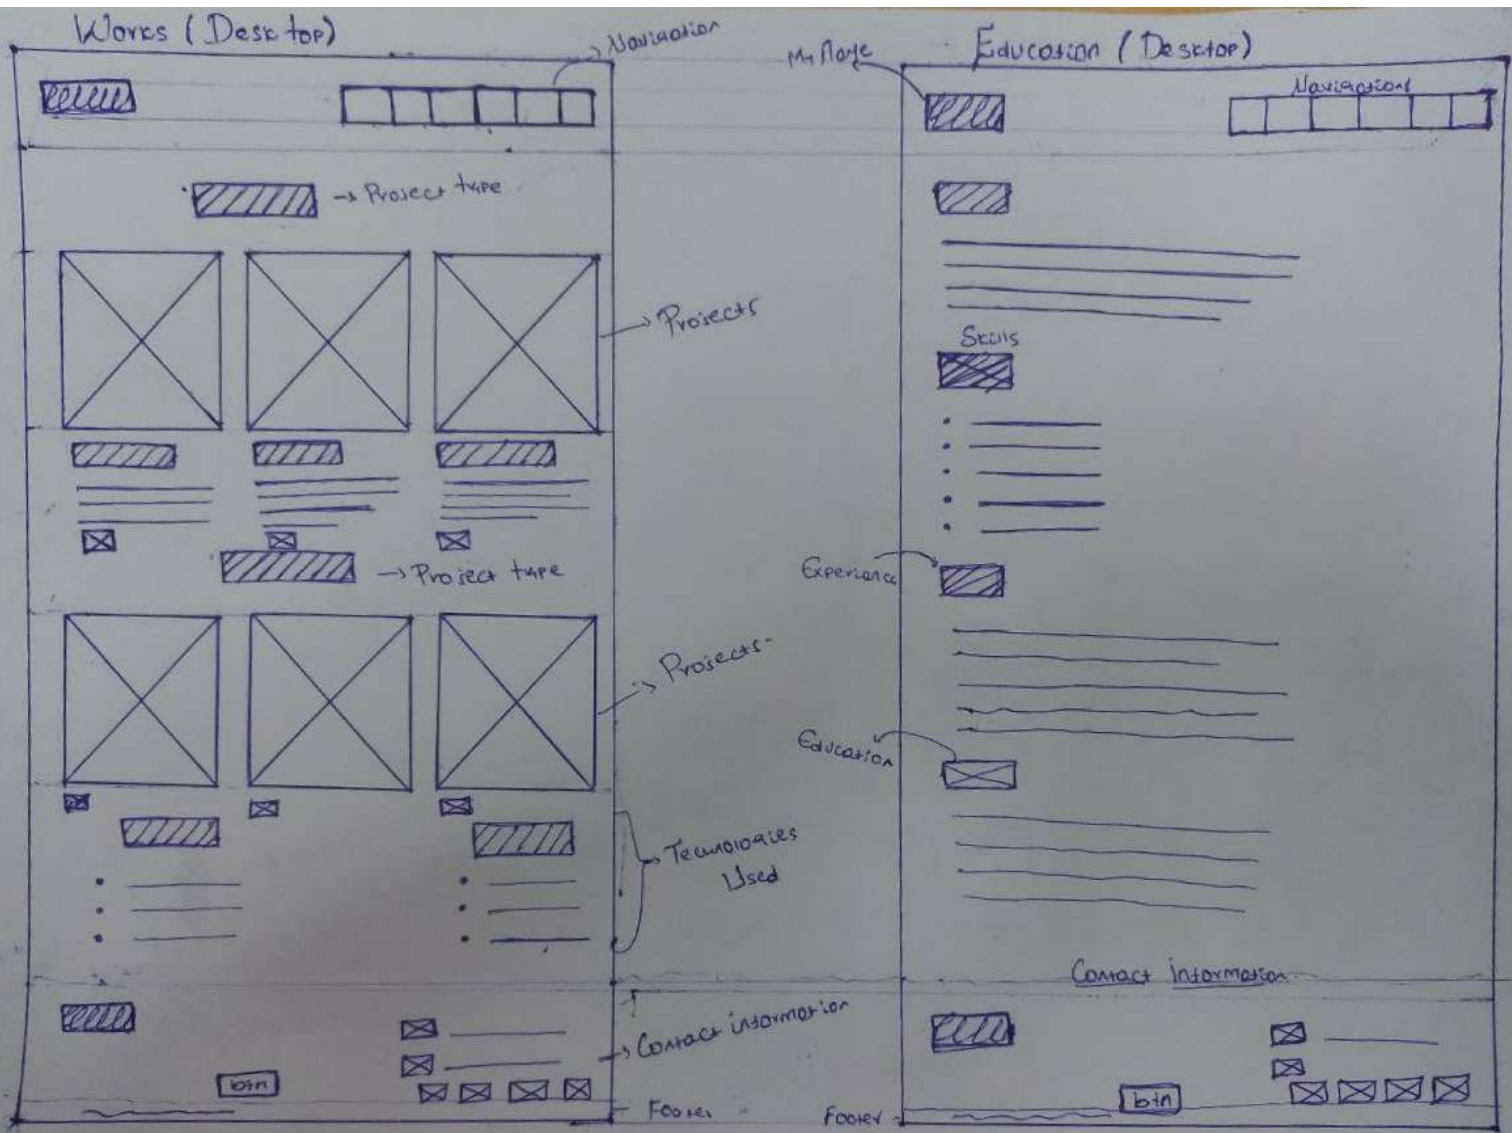 Works (Desktop)
Navigation
→ Project type
→ Projects
→ Project type
→ Projects
→ Tecnologies
Used
→ Contact information
btn
Footer
Education (Desktop)
My Name
Navigation
Skills
Experience
Education
Contact information
btn
Footer